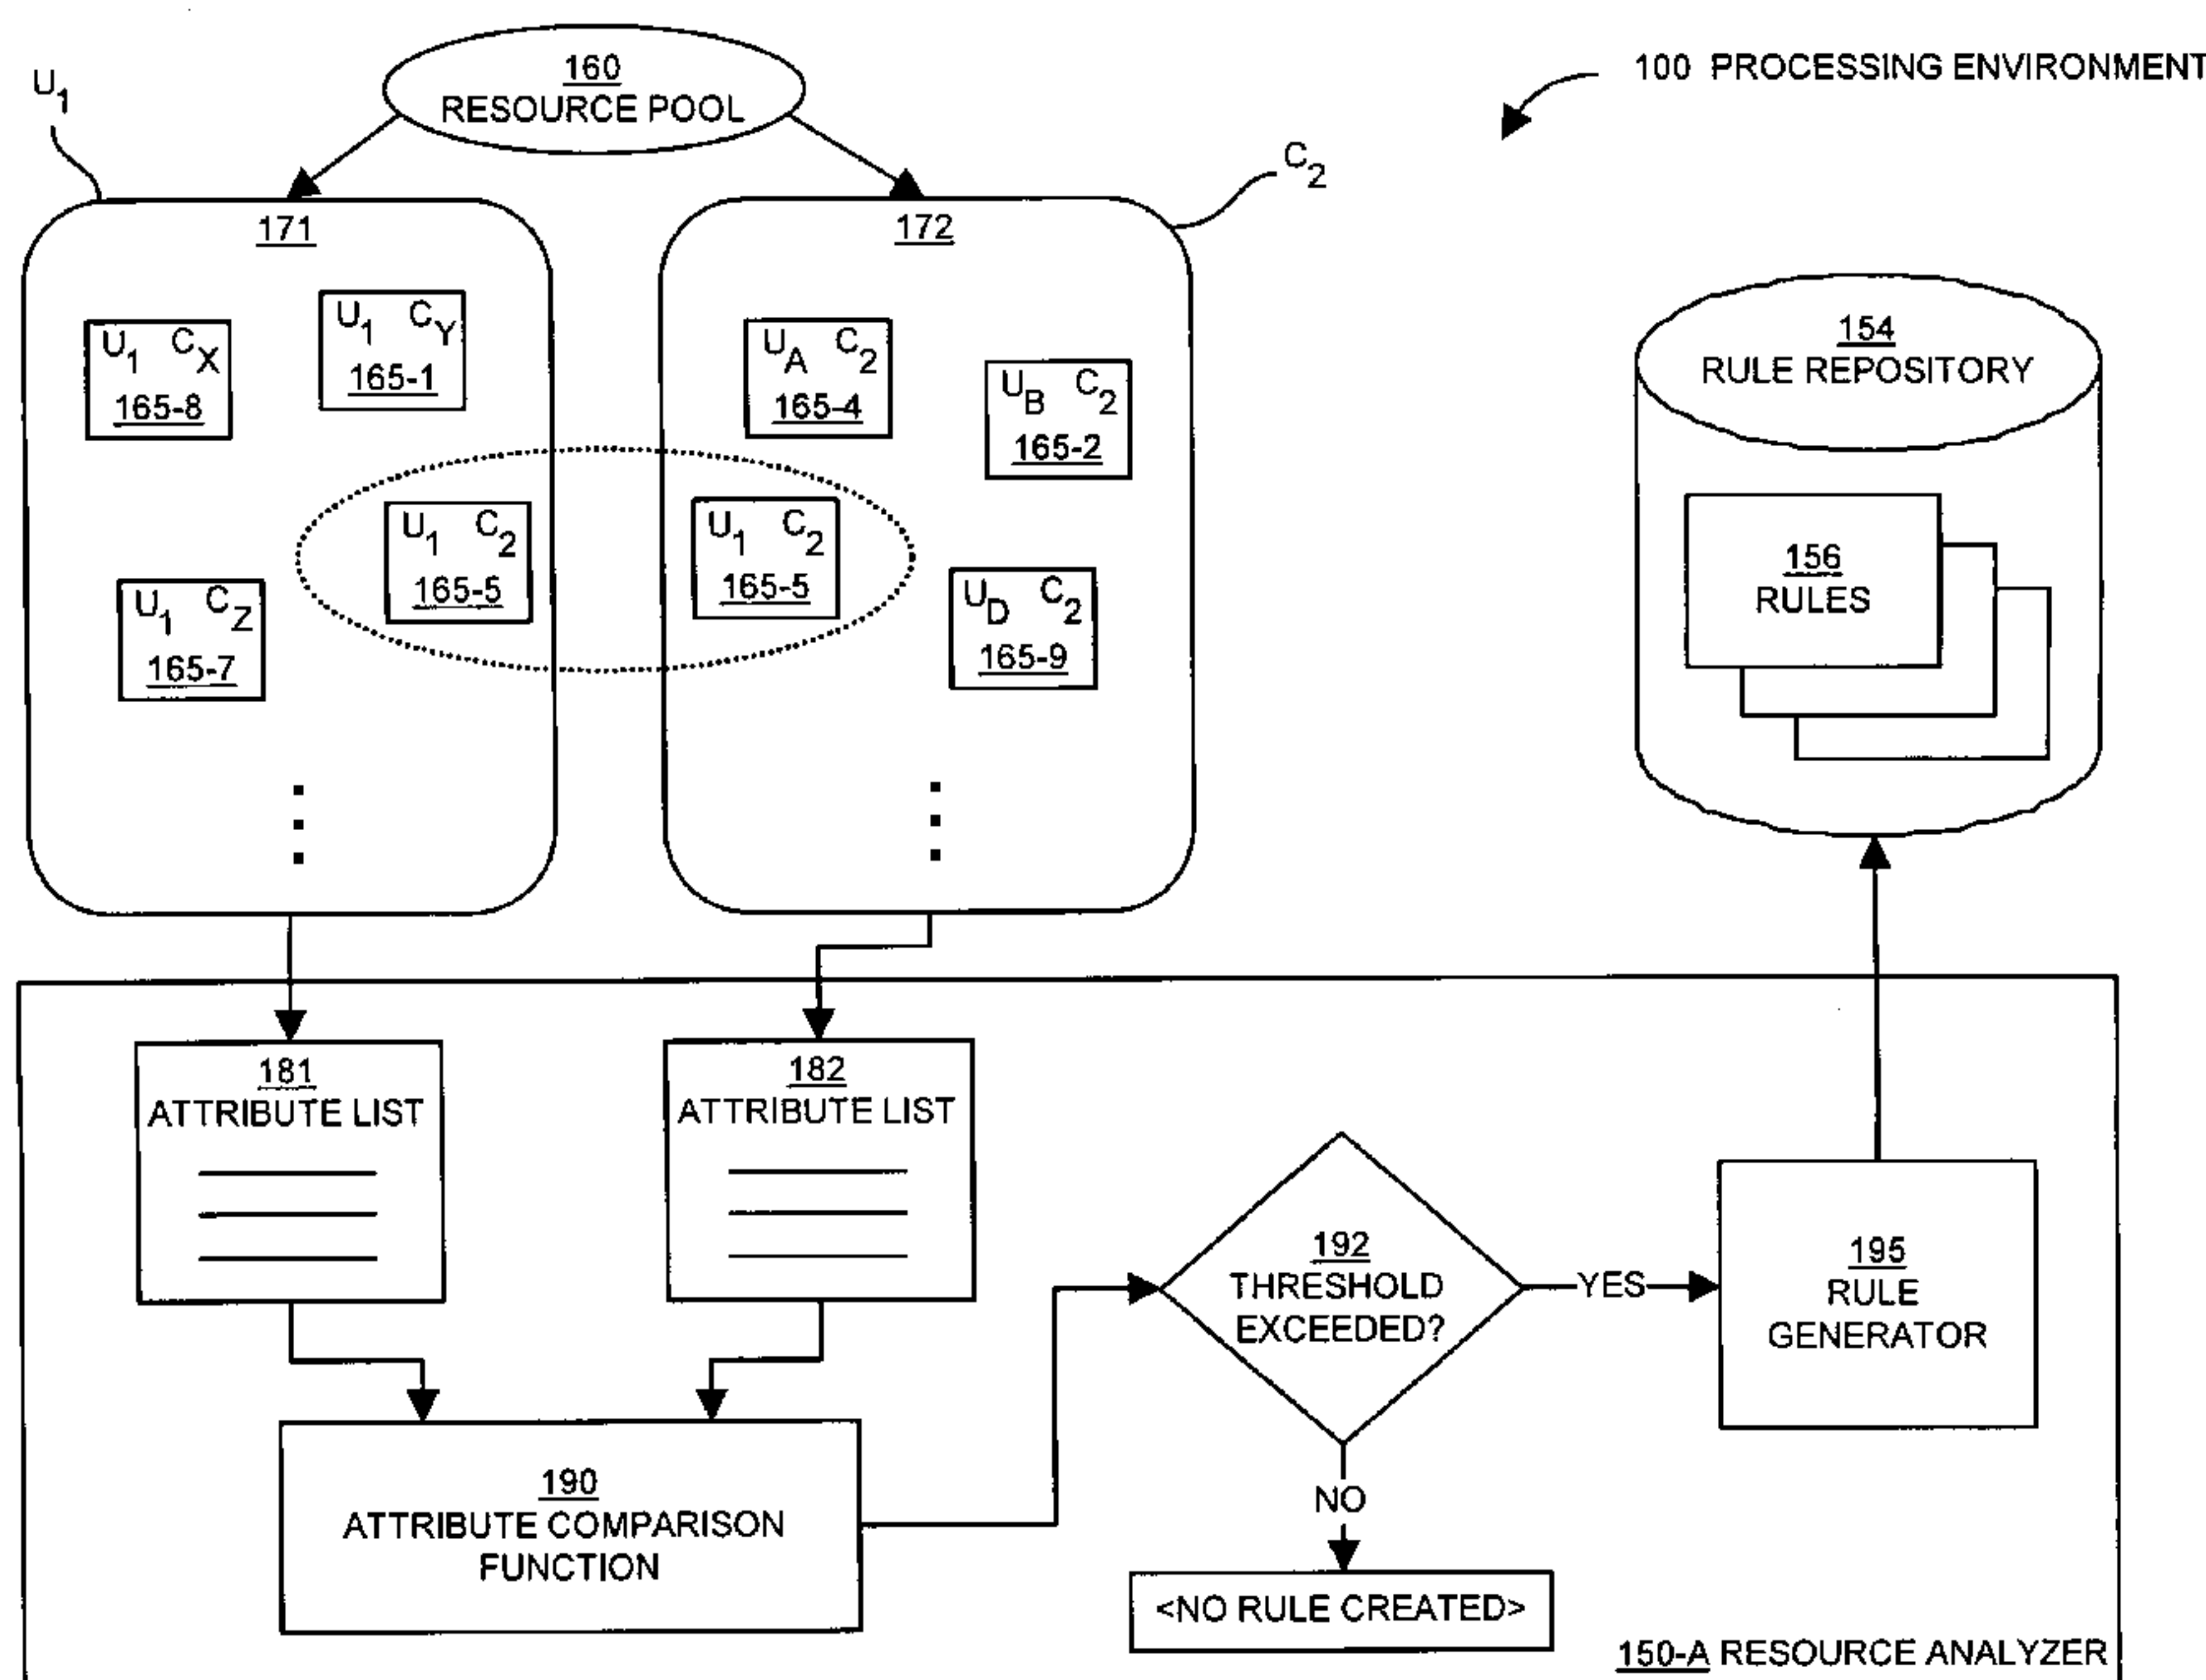 160
RESOURCE POOL
100 PROCESSING ENVIRONMENT
U1
C2
171
U1 CX
165-8
U1 CY
165-1
U1 C2
165-5
U1 CZ
165-7
172
UA C2
165-4
UB C2
165-2
U1 C2
165-5
UD C2
165-9
154
RULE REPOSITORY
156
RULES
181
ATTRIBUTE LIST
182
ATTRIBUTE LIST
190
ATTRIBUTE COMPARISON
FUNCTION
192
THRESHOLD
EXCEEDED?
YES
NO
<NO RULE CREATED>
195
RULE
GENERATOR
150-A RESOURCE ANALYZER